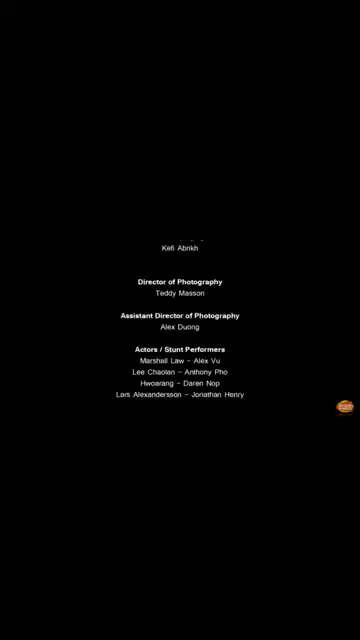 Kefi Abrikh
Director of Photography
Teddy Masson
Assistant Director of Photography
Alex Duong
Actors / Stunt Performers
Marshall Law - Alex Vu
Lee Chaolan - Anthony Pho
Hwoarang - Daren Nop
Lars Alexandersson - Jonathan Henry